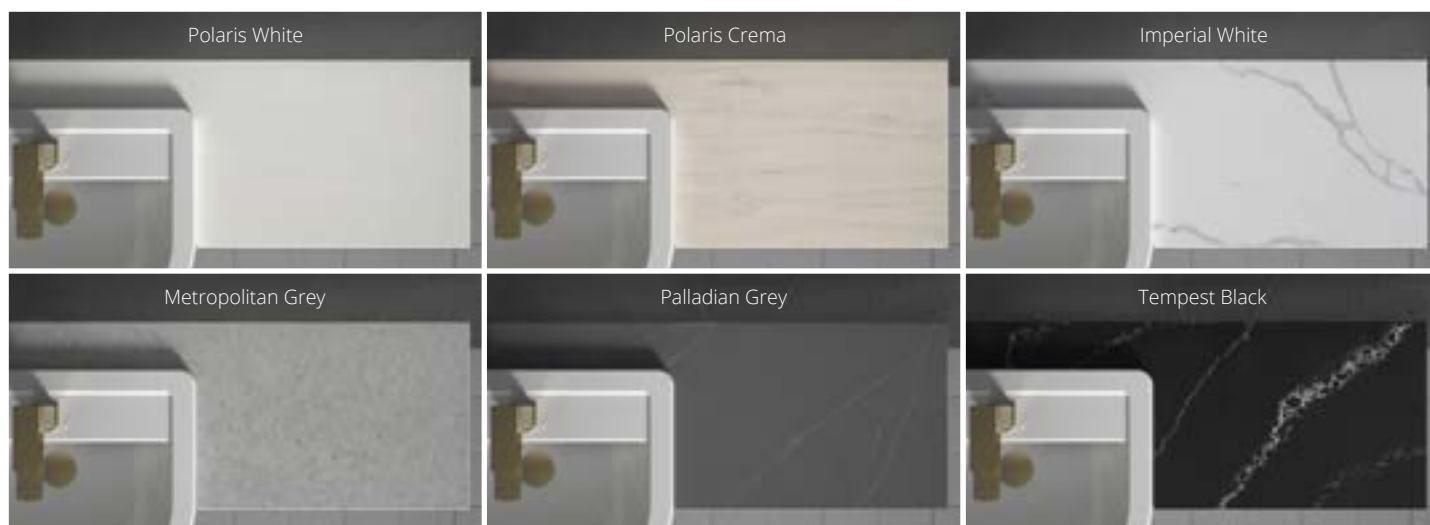 Polaris White
Polaris Crema
Imperial White
Metropolitan Grey
Palladian Grey
Tempest Black